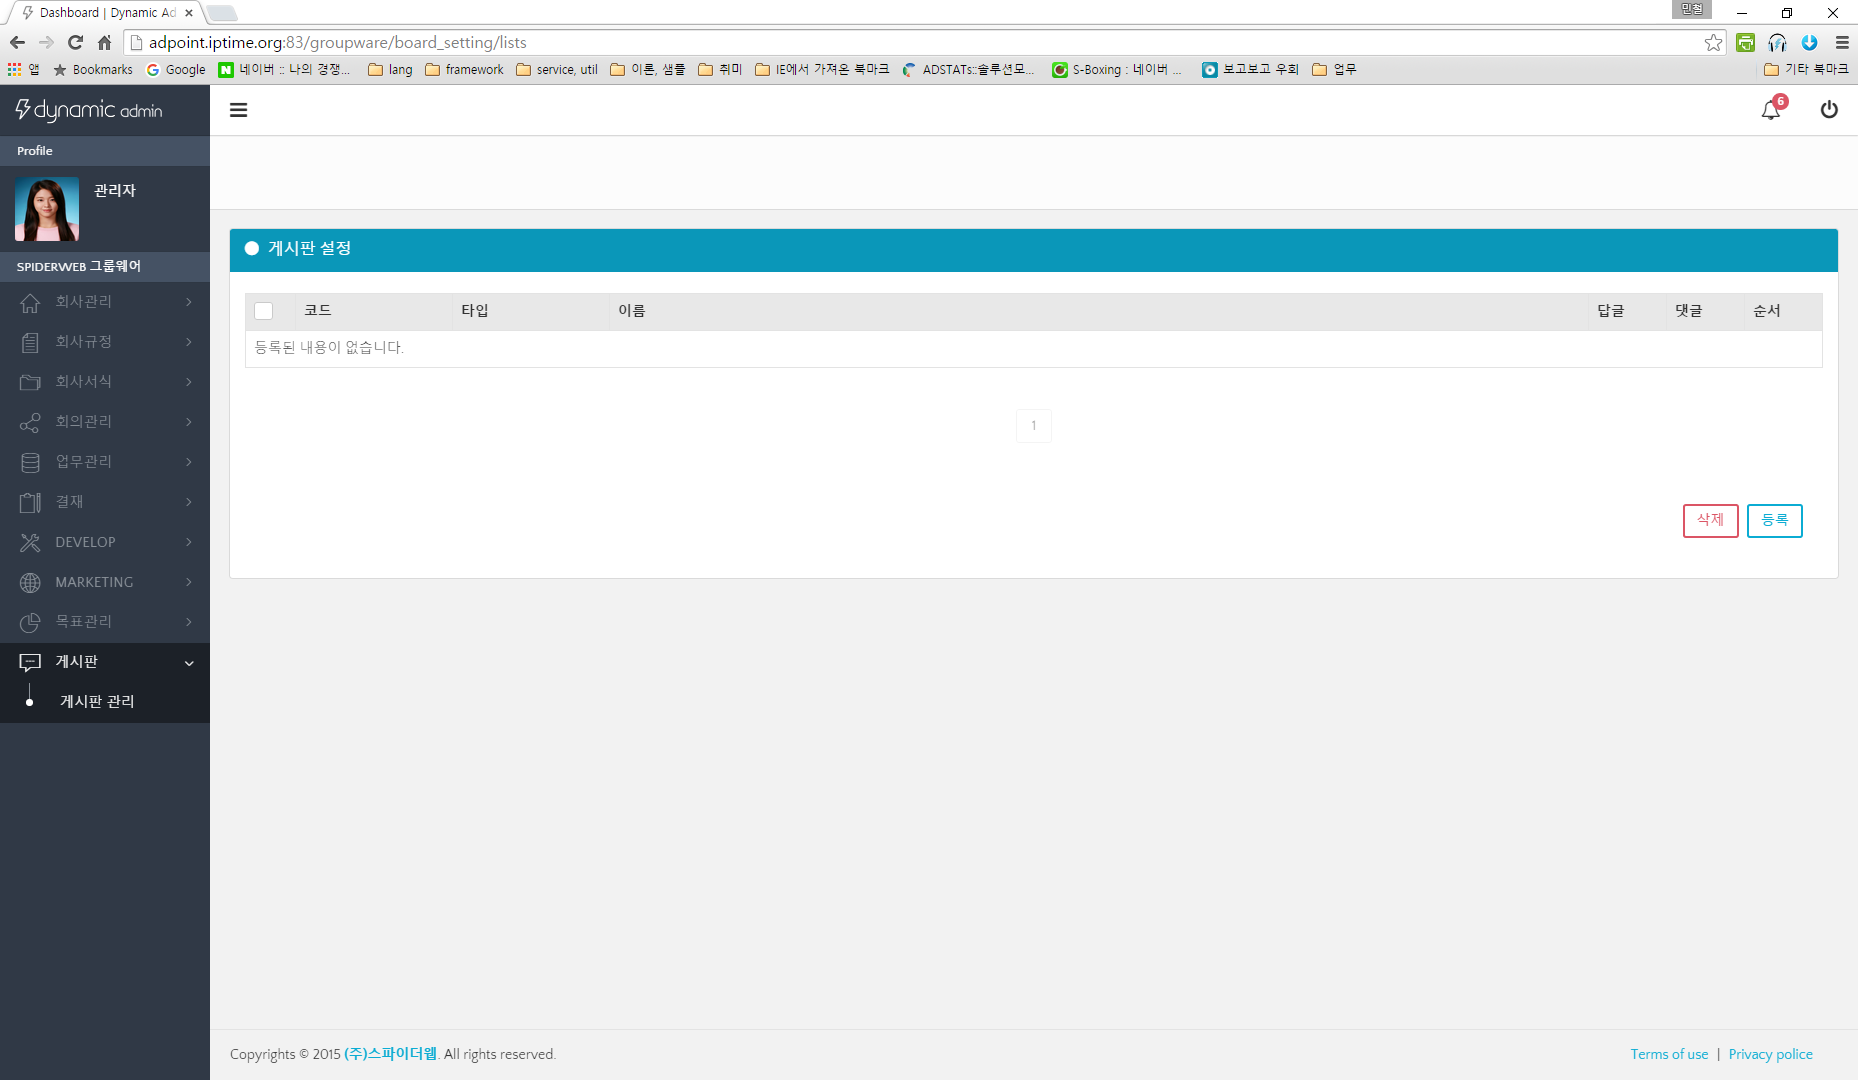 Dashboard | Dynamic Ad
민철
adpoint.iptime.org:83/groupware/board_setting/lists
앱 Bookmarks Google 네이버 :: 나의 경쟁... lang framework service, util 이론, 샘플 취미 IE에서 가져온 북마크 ADSTATs::솔루션모... S-Boxing : 네이버 ... 보고보고 우회 업무 기타 북마크
dynamic admin
6
Profile
관리자
SPIDERWEB 그룹웨어
회사관리
회사규정
회사서식
회의관리
업무관리
결재
DEVELOP
MARKETING
목표관리
게시판
게시판 관리
게시판 설정
코드 타입 이름 답글 댓글 순서
등록된 내용이 없습니다.
1
삭제 등록
Copyrights © 2015 (주)스파이더웹. All rights reserved.
Terms of use | Privacy police